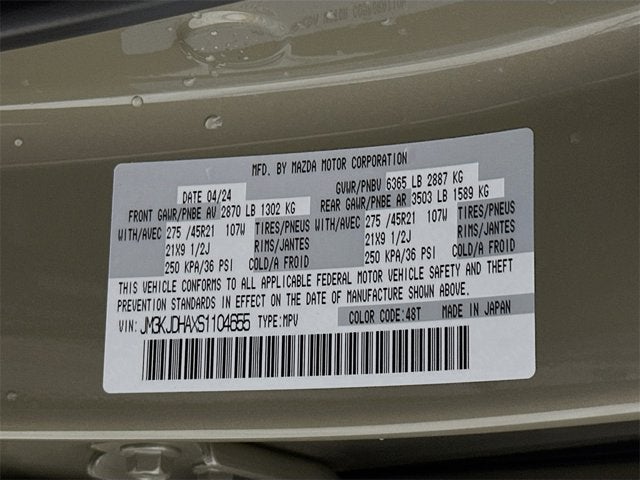 MFD. BY MAZDA MOTOR CORPORATION
DATE 04/24 GVWR/PNBV 6365 LB 2887 KG
FRONT GAWR/PNBE AV 2870 LB 1302 KG REAR GAWR/PNBE AR 3503 LB 1589 KG
WITH/AVEC 275 /45R21 107W TIRES/PNEUS WITH/AVEC 275 /45R21 107W TIRES/PNEUS
21X9 1/2J RIMS/JANTES 21X9 1/2J RIMS/JANTES
250 KPA/36 PSI COLD/A FROID 250 KPA/36 PSI COLD/A FROID
THIS VEHICLE CONFORMS TO ALL APPLICABLE FEDERAL MOTOR VEHICLE SAFETY AND THEFT
PREVENTION STANDARDS IN EFFECT ON THE DATE OF MANUFACTURE SHOWN ABOVE.
VIN: JM3KJDHAXS1104655 TYPE:MPV COLOR CODE:48T MADE IN JAPAN